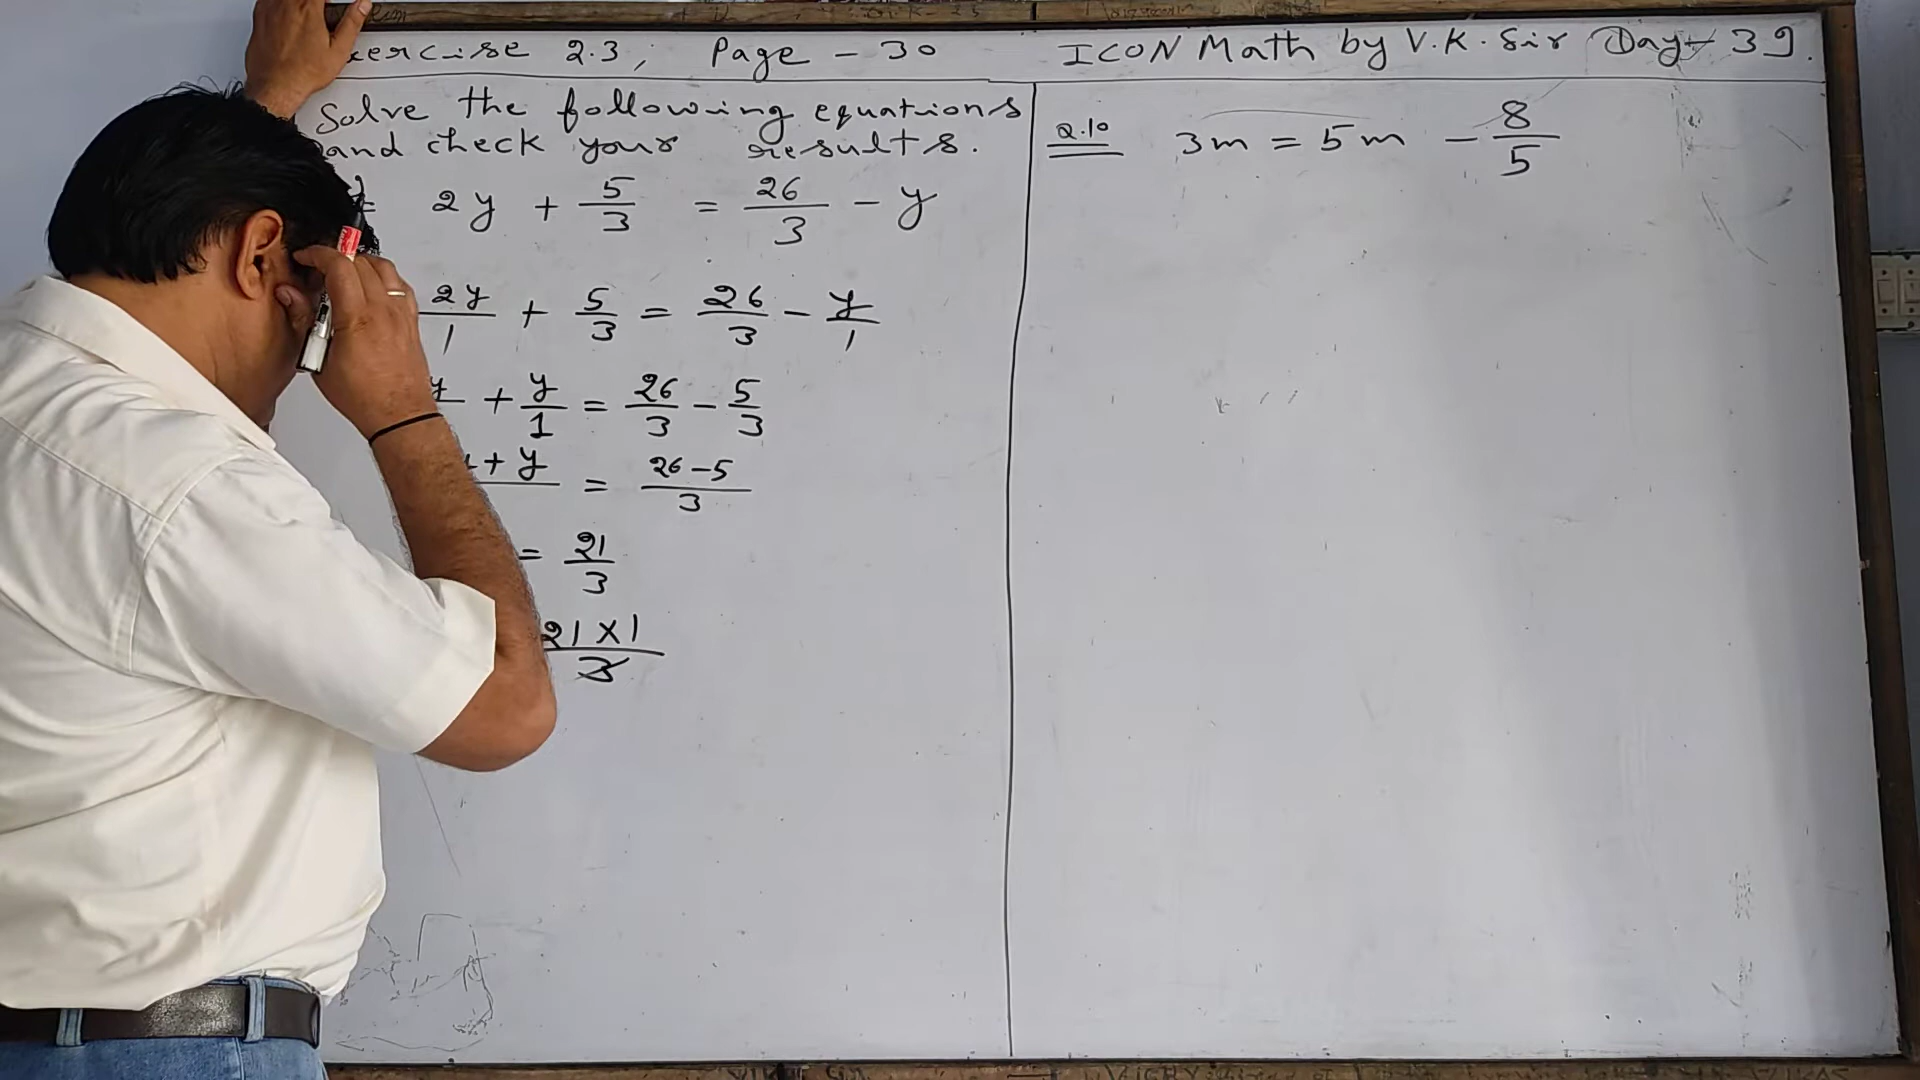 ercise 2.3, Page - 30
ICON Math by V.K. Sir Day - 39.
Solve the following equations
and check your results.
2y + 5/3 = 26/3 - y
2y/1 + 5/3 = 26/3 - y/1
y + y/1 = 26/3 - 5/3
+ y = 26-5/3
= 21/3
21 X 1/3
Q.10 3m = 5m - 8/5